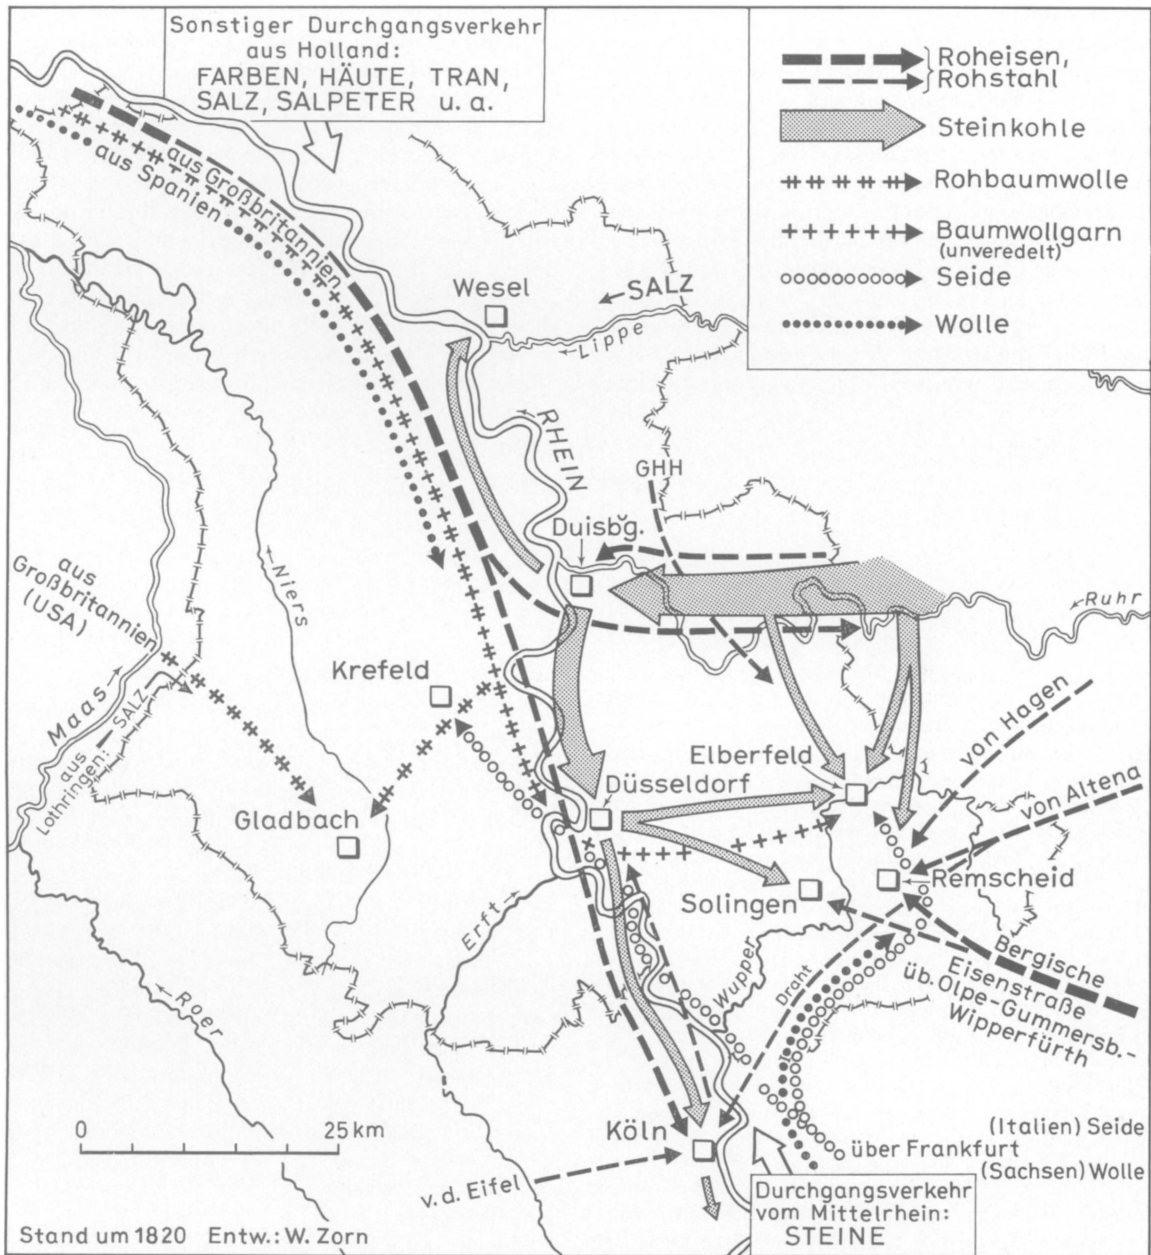 Sonstiger Durchgangsverkehr
aus Holland:
FARBEN, HÄUTE, TRAN,
SALZ, SALPETER u. a.
Roheisen,
Rohstahl
Steinkohle
Rohbaumwolle
Baumwollgarn
(unveredelt)
Seide
Wolle
aus Großbritannien
aus Spanien
Wesel
SALZ
Lippe
RHEIN
GHH
Duisbg.
Ruhr
Niers
aus
Großbritannien
(USA)
Maas
SALZ
aus
Lothringen:
Krefeld
Gladbach
Elberfeld
Düsseldorf
von Hagen
von Altena
Remscheid
Solingen
Erft
Wupper
Draht
Bergische
Eisenstraße
üb. Olpe-Gummersb.-
Wipperfürth
Roer
0 25 km
Köln
v. d. Eifel
(Italien) Seide
über Frankfurt
(Sachsen) Wolle
Durchgangsverkehr
vom Mittelrhein:
STEINE
Stand um 1820 Entw.: W. Zorn